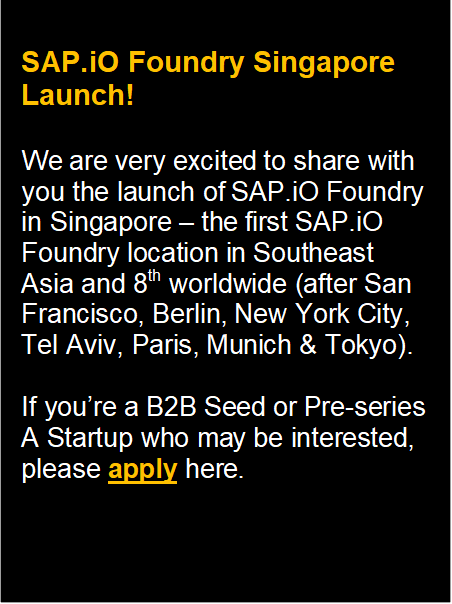 SAP.iO Foundry Singapore
Launch!
We are very excited to share with
you the launch of SAP.iO Foundry
in Singapore – the first SAP.iO
Foundry location in Southeast
Asia and 8th worldwide (after San
Francisco, Berlin, New York City,
Tel Aviv, Paris, Munich & Tokyo).
If you’re a B2B Seed or Pre-series
A Startup who may be interested,
please apply here.